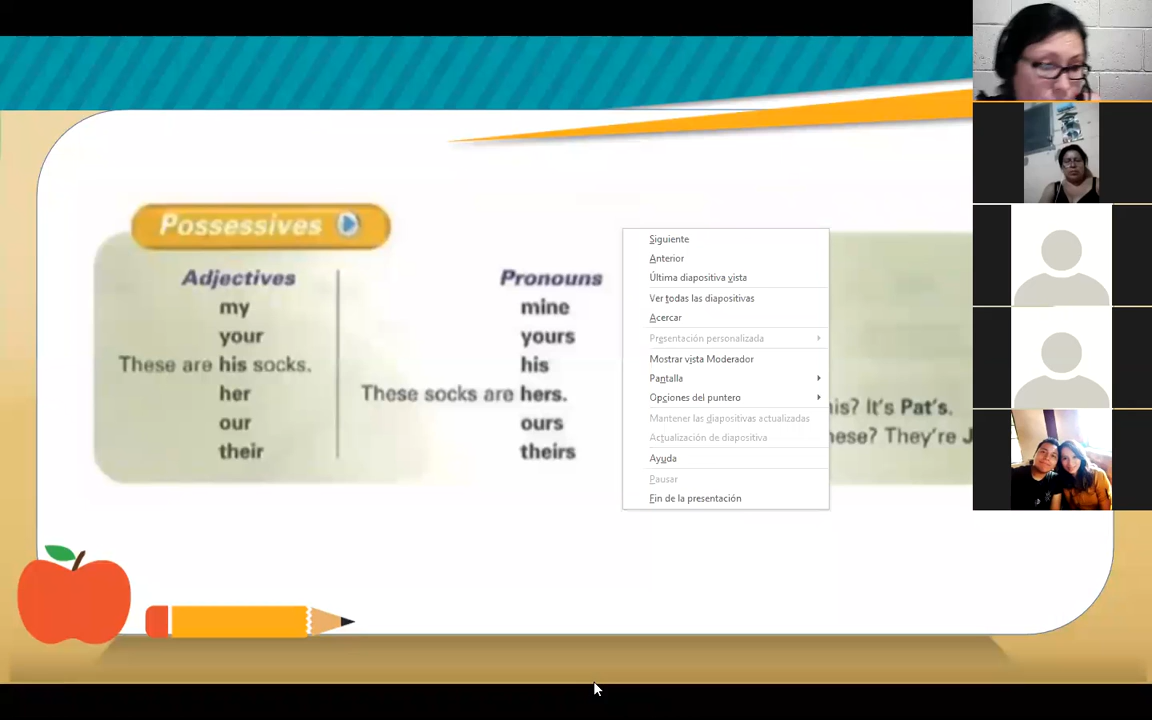 Possessives
Adjectives
Pronouns
my
mine
your
yours
These are his socks.
his
her
These socks are hers.
our
ours
their
theirs
his? It's Pat's.
hese? They're J
Siguiente
Anterior
Última diapositiva vista
Ver todas las diapositivas
Acercar
Presentación personalizada
Mostrar vista Moderador
Pantalla
Opciones del puntero
Mantener las diapositivas actualizadas
Actualización de diapositiva
Ayuda
Pausar
Fin de la presentación